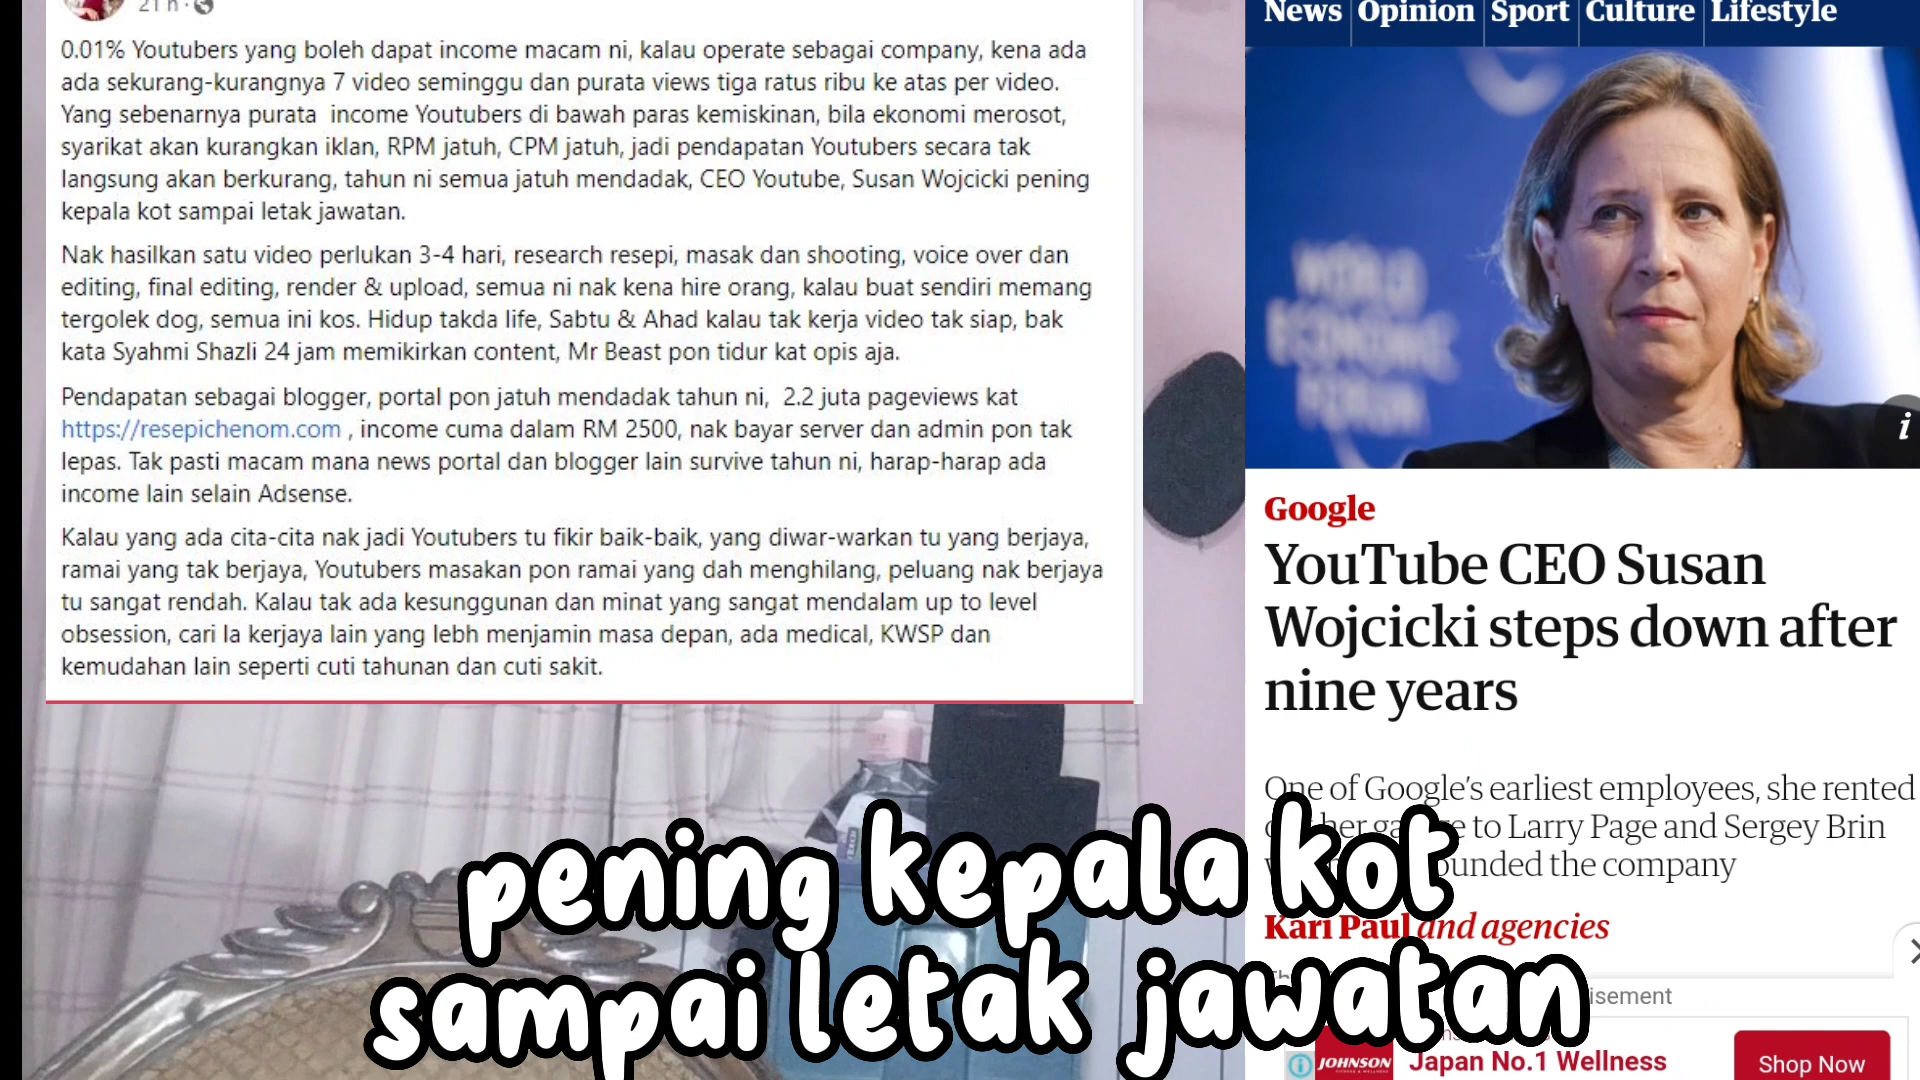 21 h
0.01% Youtubers yang boleh dapat income macam ni, kalau operate sebagai company, kena ada
ada sekurang-kurangnya 7 video seminggu dan purata views tiga ratus ribu ke atas per video.
Yang sebenarnya purata income Youtubers di bawah paras kemiskinan, bila ekonomi merosot,
syarikat akan kurangkan iklan, RPM jatuh, CPM jatuh, jadi pendapatan Youtubers secara tak
langsung akan berkurang, tahun ni semua jatuh mendadak, CEO Youtube, Susan Wojcicki pening
kepala kot sampai letak jawatan.
Nak hasilkan satu video perlukan 3-4 hari, research resepi, masak dan shooting, voice over dan
editing, final editing, render & upload, semua ni nak kena hire orang, kalau buat sendiri memang
tergolek dog, semua ini kos. Hidup takda life, Sabtu & Ahad kalau tak kerja video tak siap, bak
kata Syahmi Shazli 24 jam memikirkan content, Mr Beast pon tidur kat opis aja.
Pendapatan sebagai blogger, portal pon jatuh mendadak tahun ni, 2.2 juta pageviews kat
https://resepichenom.com , income cuma dalam RM 2500, nak bayar server dan admin pon tak
lepas. Tak pasti macam mana news portal dan blogger lain survive tahun ni, harap-harap ada
income lain selain Adsense.
Kalau yang ada cita-cita nak jadi Youtubers tu fikir baik-baik, yang diwar-warkan tu yang berjaya,
ramai yang tak berjaya, Youtubers masakan pon ramai yang dah menghilang, peluang nak berjaya
tu sangat rendah. Kalau tak ada kesunggunan dan minat yang sangat mendalam up to level
obsession, cari la kerjaya lain yang lebh menjamin masa depan, ada medical, KWSP dan
kemudahan lain seperti cuti tahunan dan cuti sakit.
News Opinion Sport Culture Lifestyle
WORLD
ECONOMIC
FORUM
i
Google
YouTube CEO Susan
Wojcicki steps down after
nine years
One of Google's earliest employees, she rented
her to Larry Page and Sergey Brin
the company
Kari Paul and agencies
JOHNSON
Japan No.1 Wellness
Shop Now
pening kepala kot
sampai letak jawatan